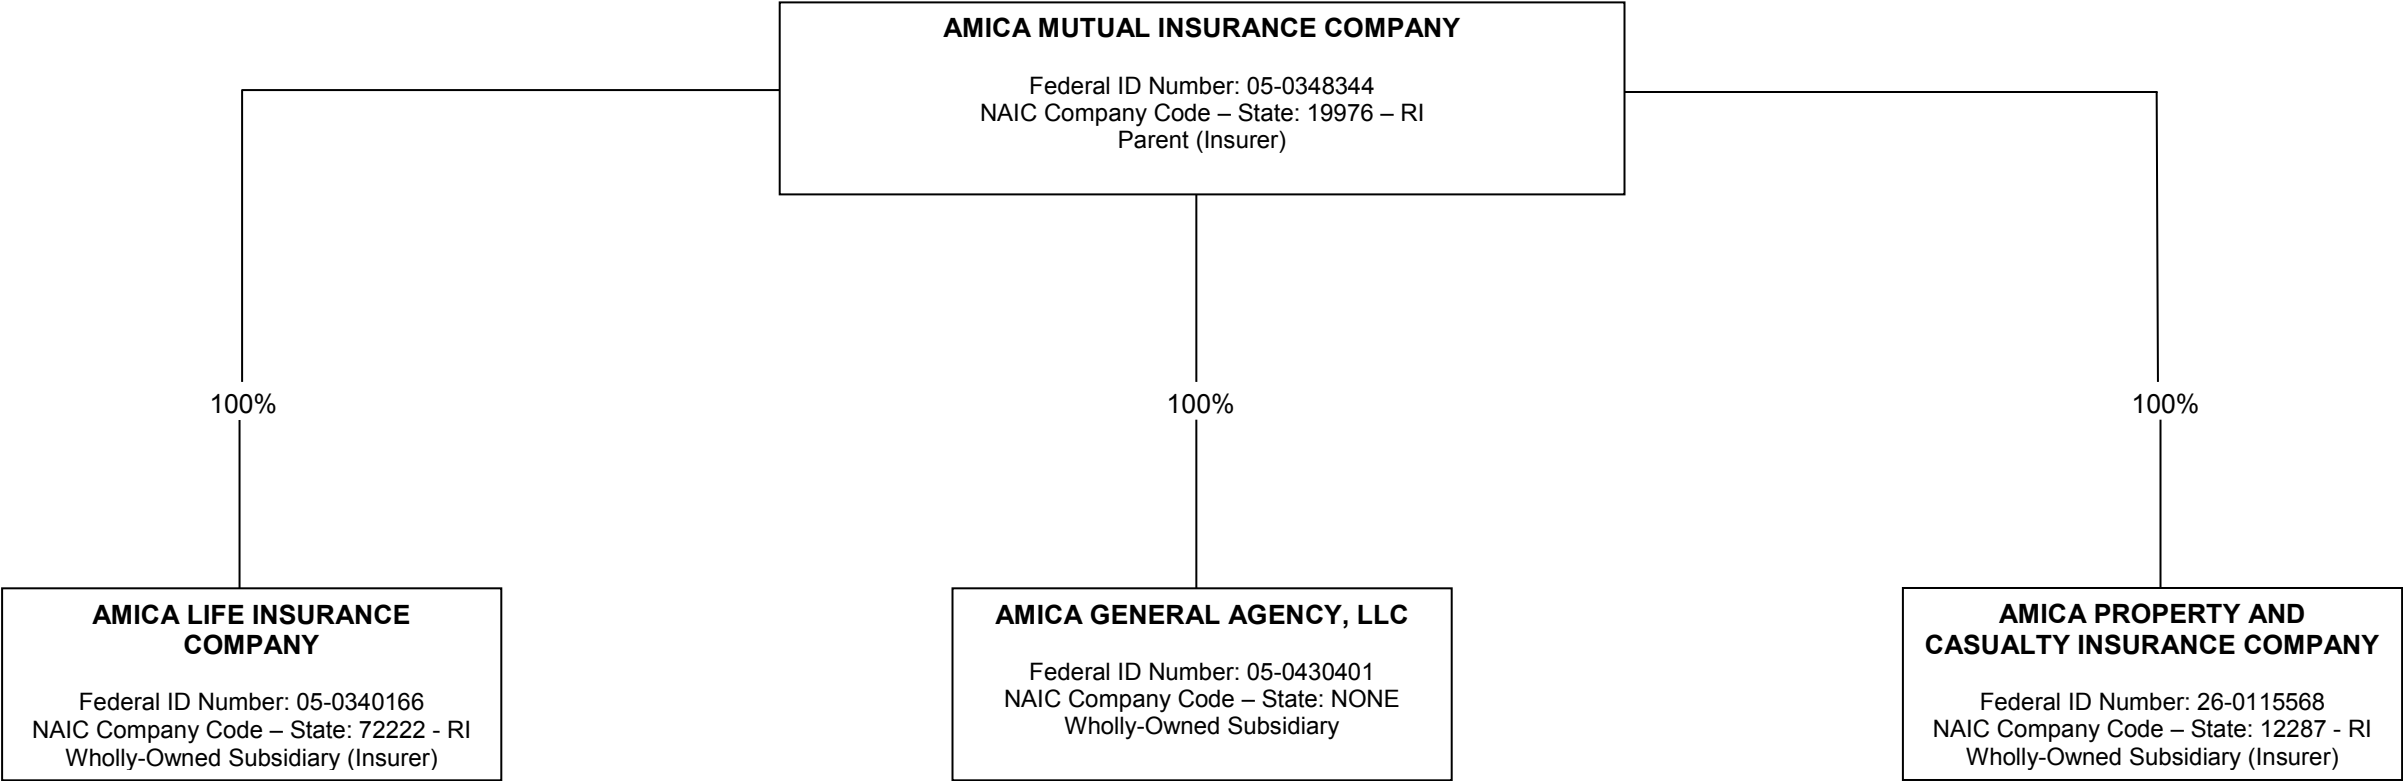 AMICA MUTUAL INSURANCE COMPANY
Federal ID Number: 05-0348344
NAIC Company Code – State: 19976 – RI
Parent (Insurer)
100%
100%
100%
AMICA LIFE INSURANCE
COMPANY
Federal ID Number: 05-0340166
NAIC Company Code – State: 72222 - RI
Wholly-Owned Subsidiary (Insurer)
AMICA GENERAL AGENCY, LLC
Federal ID Number: 05-0430401
NAIC Company Code – State: NONE
Wholly-Owned Subsidiary
AMICA PROPERTY AND
CASUALTY INSURANCE COMPANY
Federal ID Number: 26-0115568
NAIC Company Code – State: 12287 - RI
Wholly-Owned Subsidiary (Insurer)